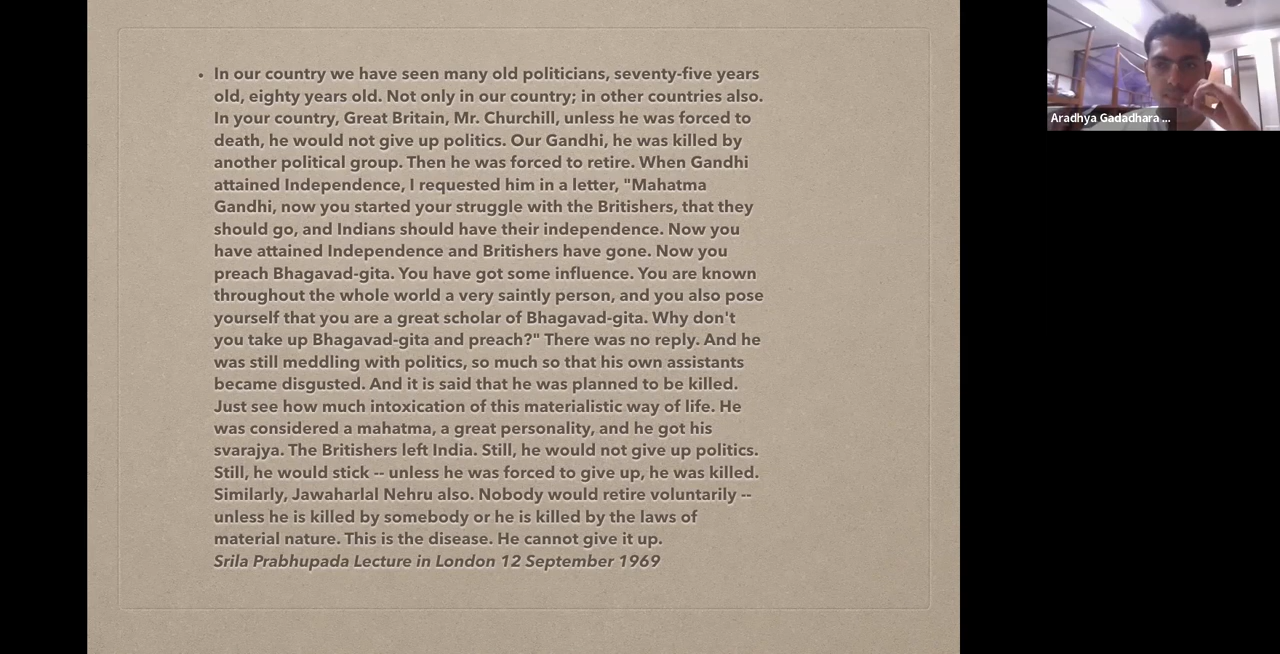 • In our country we have seen many old politicians, seventy-five years
old, eighty years old. Not only in our country; in other countries also.
In your country, Great Britain, Mr. Churchill, unless he was forced to
death, he would not give up politics. Our Gandhi, he was killed by
another political group. Then he was forced to retire. When Gandhi
attained Independence, I requested him in a letter, "Mahatma
Gandhi, now you started your struggle with the Britishers, that they
should go, and Indians should have their independence. Now you
have attained Independence and Britishers have gone. Now you
preach Bhagavad-gita. You have got some influence. You are known
throughout the whole world a very saintly person, and you also pose
yourself that you are a great scholar of Bhagavad-gita. Why don't
you take up Bhagavad-gita and preach?" There was no reply. And he
was still meddling with politics, so much so that his own assistants
became disgusted. And it is said that he was planned to be killed.
Just see how much intoxication of this materialistic way of life. He
was considered a mahatma, a great personality, and he got his
svarajya. The Britishers left India. Still, he would not give up politics.
Still, he would stick -- unless he was forced to give up, he was killed.
Similarly, Jawaharlal Nehru also. Nobody would retire voluntarily --
unless he is killed by somebody or he is killed by the laws of
material nature. This is the disease. He cannot give it up.
Srila Prabhupada Lecture in London 12 September 1969
Aradhya Gadadhara ...